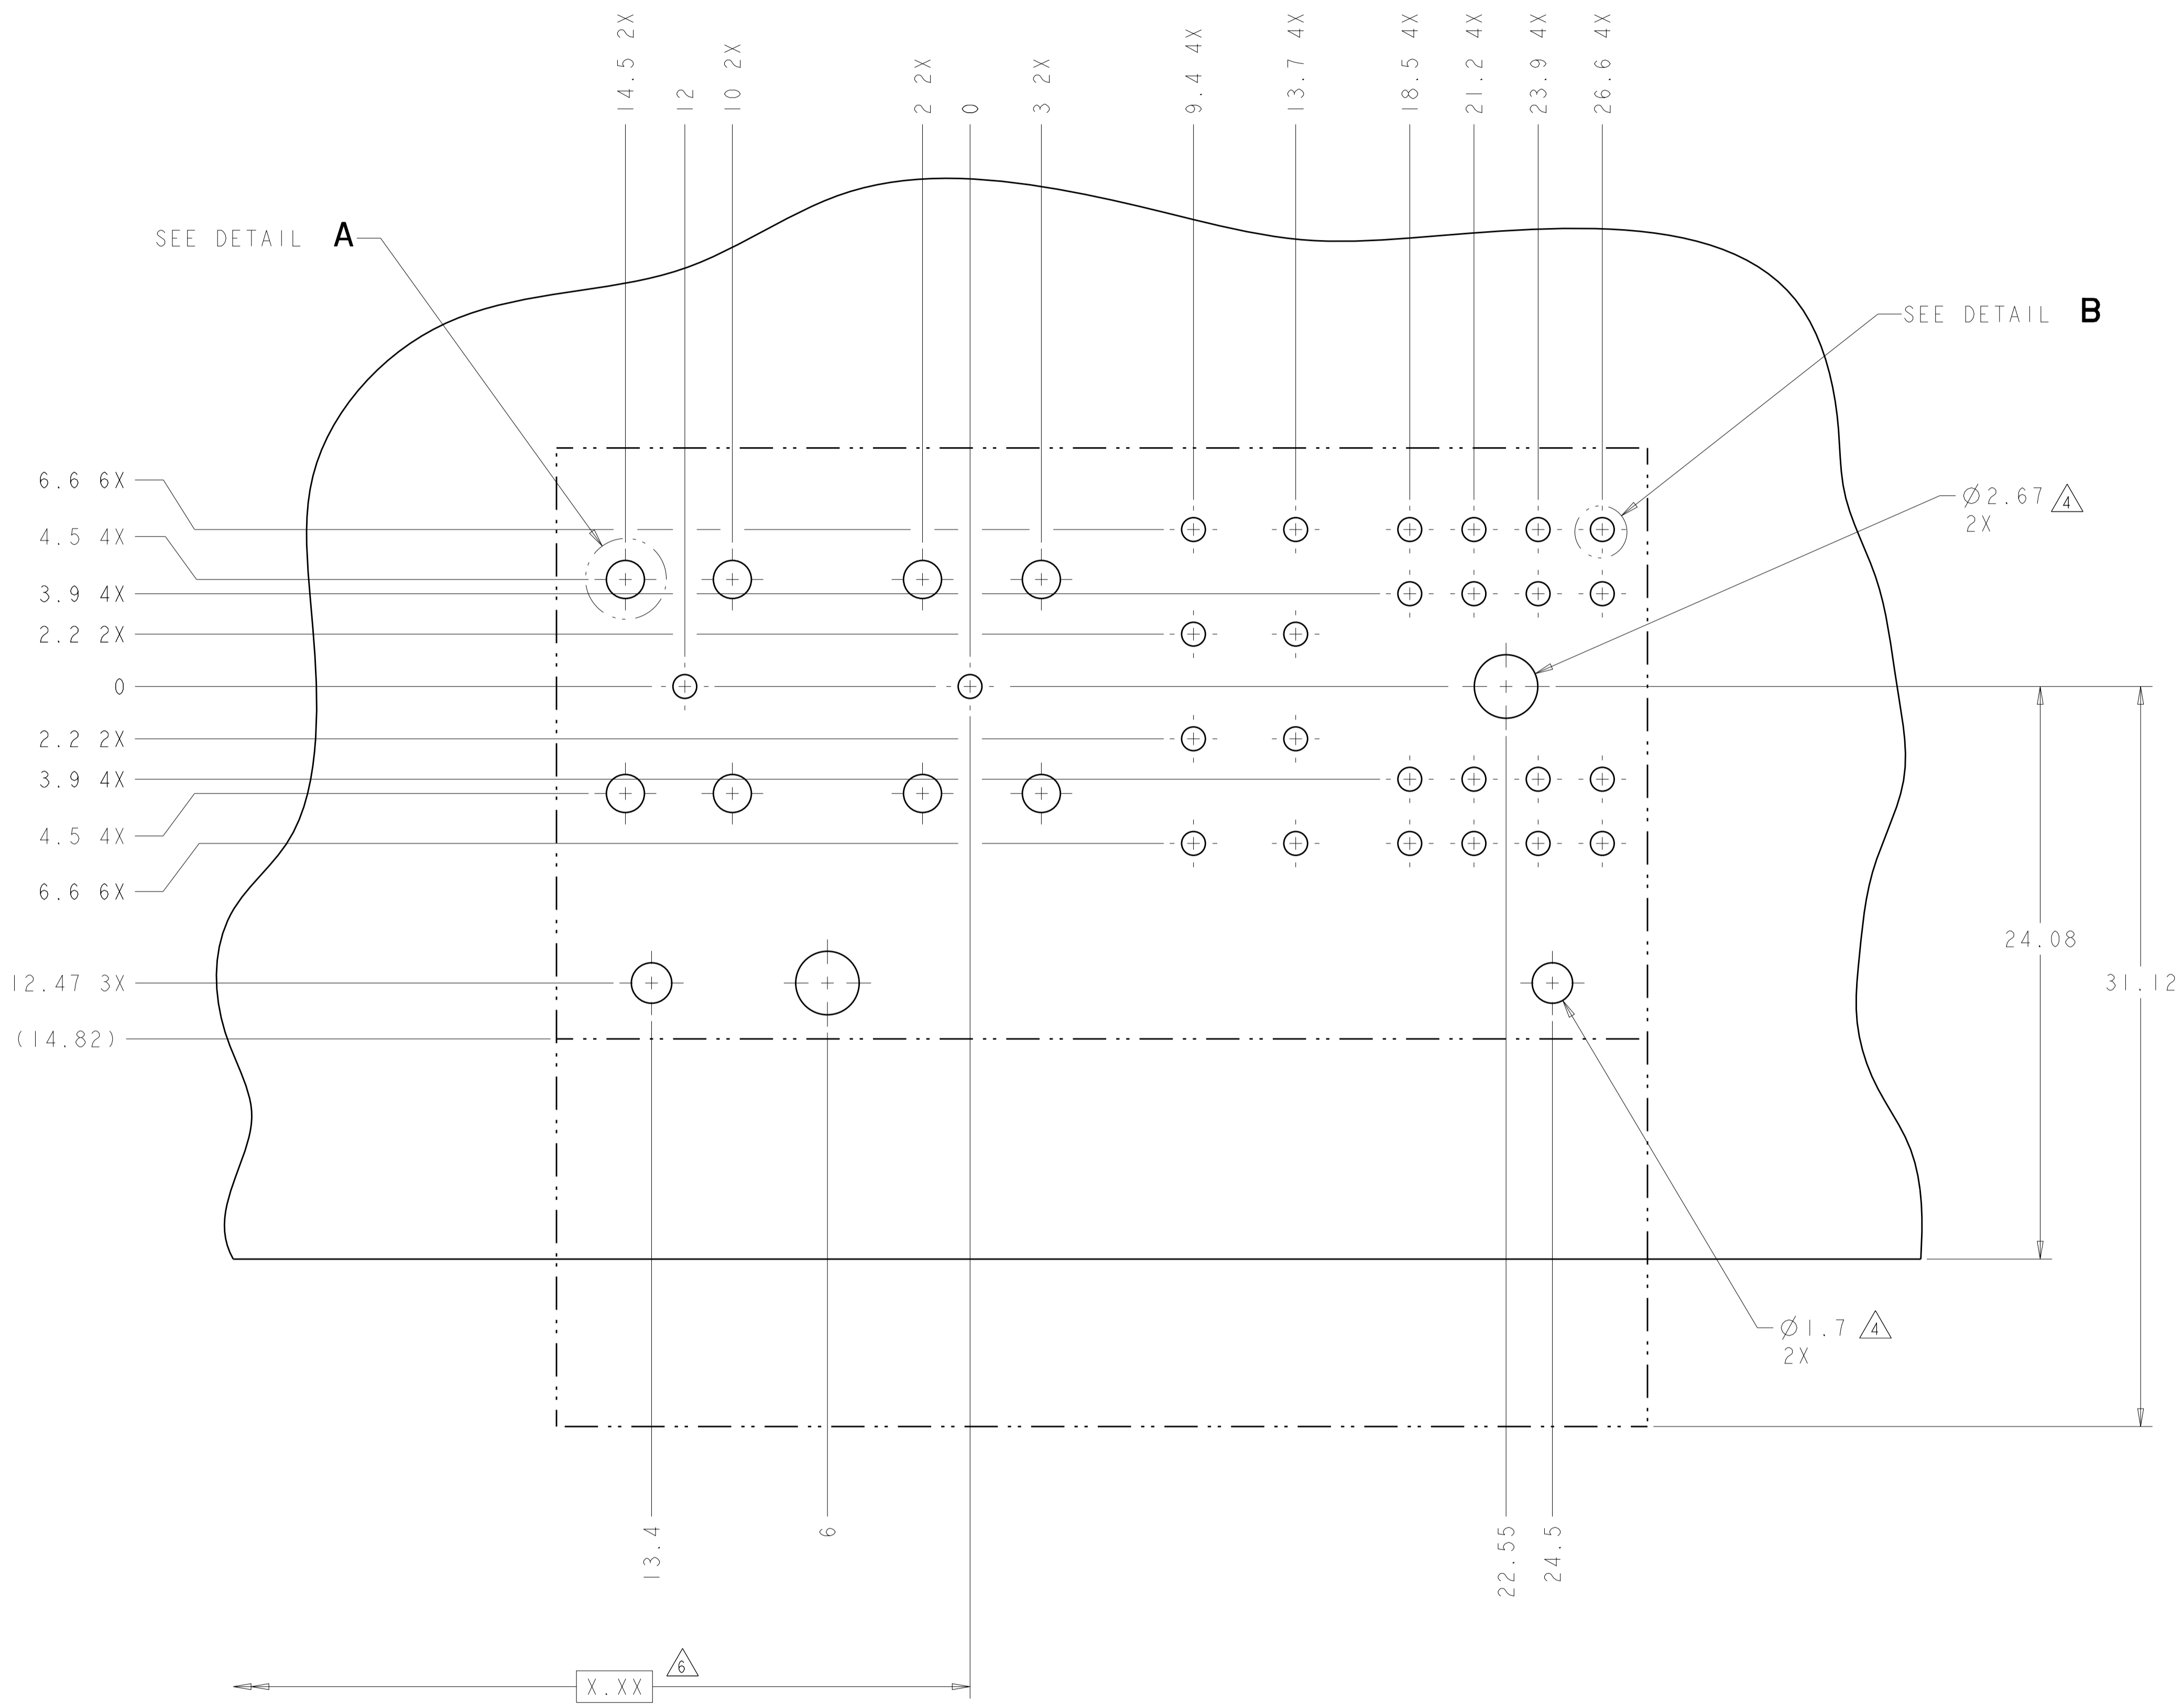 14.5 2X
12
10 2X
2 2X
0
3 2X
9.4 4X
13.7 4X
18.5 4X
21.2 4X
23.9 4X
26.6 4X
SEE DETAIL A
SEE DETAIL B
6.6 6X
4.5 4X
3.9 4X
2.2 2X
0
2.2 2X
3.9 4X
4.5 4X
6.6 6X
12.47 3X
(14.82)
Ø2.67 4
2X
24.08
31.12
Ø1.7 4
2X
13.4
6
22.55
24.5
X.XX 6